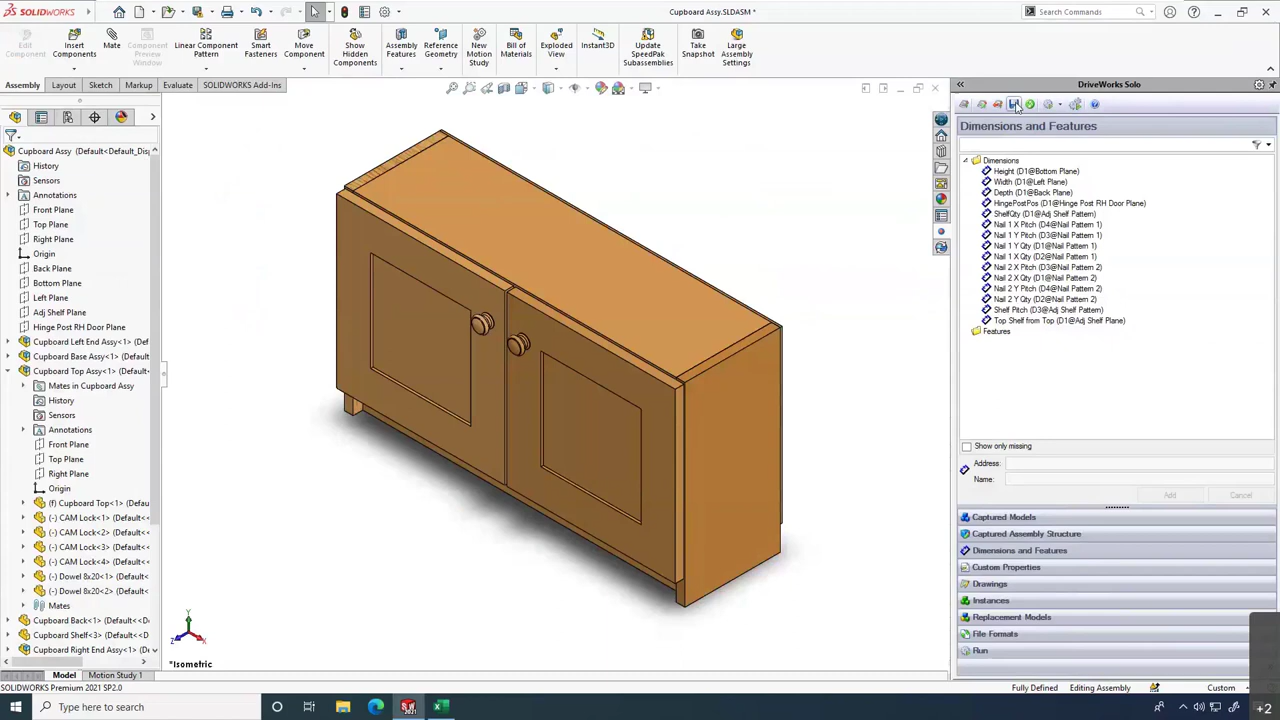 SOLIDWORKS
Cupboard Assy.SLDASM *
Search Commands
Edit Component
Insert Components
Mate
Component Preview Window
Linear Component Pattern
Smart Fasteners
Move Component
Show Hidden Components
Assembly Features
Reference Geometry
New Motion Study
Bill of Materials
Exploded View
Instant3D
Update SpeedPak Subassemblies
Take Snapshot
Large Assembly Settings
Assembly
Layout
Sketch
Markup
Evaluate
SOLIDWORKS Add-Ins
Cupboard Assy (Default<Default_Disp
History
Sensors
Annotations
Front Plane
Top Plane
Right Plane
Origin
Back Plane
Bottom Plane
Left Plane
Adj Shelf Plane
Hinge Post RH Door Plane
Cupboard Left End Assy<1> (
Cupboard Base Assy<1> (Def
Cupboard Top Assy<1> (Defa
Mates in Cupboard Assy
History
Sensors
Annotations
Front Plane
Top Plane
Right Plane
Origin
(f) Cupboard Top<1> (Defau
(-) CAM Lock<1> (Default<<
(-) CAM Lock<2> (Default<<
(-) CAM Lock<3> (Default<<
(-) CAM Lock<4> (Default<<
(-) Dowel 8x20<1> (Default<
(-) Dowel 8x20<2> (Default<
Mates
Cupboard Back<1> (Default<
Cupboard Shelf<3> (Default<<D
Cupboard Right End Assy<1>
Y
Z
X
*Isometric
Model
Motion Study 1
SOLIDWORKS Premium 2021 SP2.0
Fully Defined
Editing Assembly
Custom
DriveWorks Solo
Dimensions and Features
Dimensions
Height (D1@Bottom Plane)
Width (D1@Left Plane)
Depth (D1@Back Plane)
HingePostPos (D1@Hinge Post RH Door Plane)
ShelfQty (D1@Adj Shelf Pattern)
Nail 1 X Pitch (D4@Nail Pattern 1)
Nail 1 Y Pitch (D3@Nail Pattern 1)
Nail 1 Y Qty (D1@Nail Pattern 1)
Nail 1 X Qty (D2@Nail Pattern 1)
Nail 2 X Pitch (D3@Nail Pattern 2)
Nail 2 X Qty (D1@Nail Pattern 2)
Nail 2 Y Pitch (D4@Nail Pattern 2)
Nail 2 Y Qty (D2@Nail Pattern 2)
Shelf Pitch (D3@Adj Shelf Pattern)
Top Shelf from Top (D1@Adj Shelf Plane)
Features
Show only missing
Address:
Name:
Add
Cancel
Captured Models
Captured Assembly Structure
Dimensions and Features
Custom Properties
Drawings
Instances
Replacement Models
File Formats
Run
Type here to search
+2